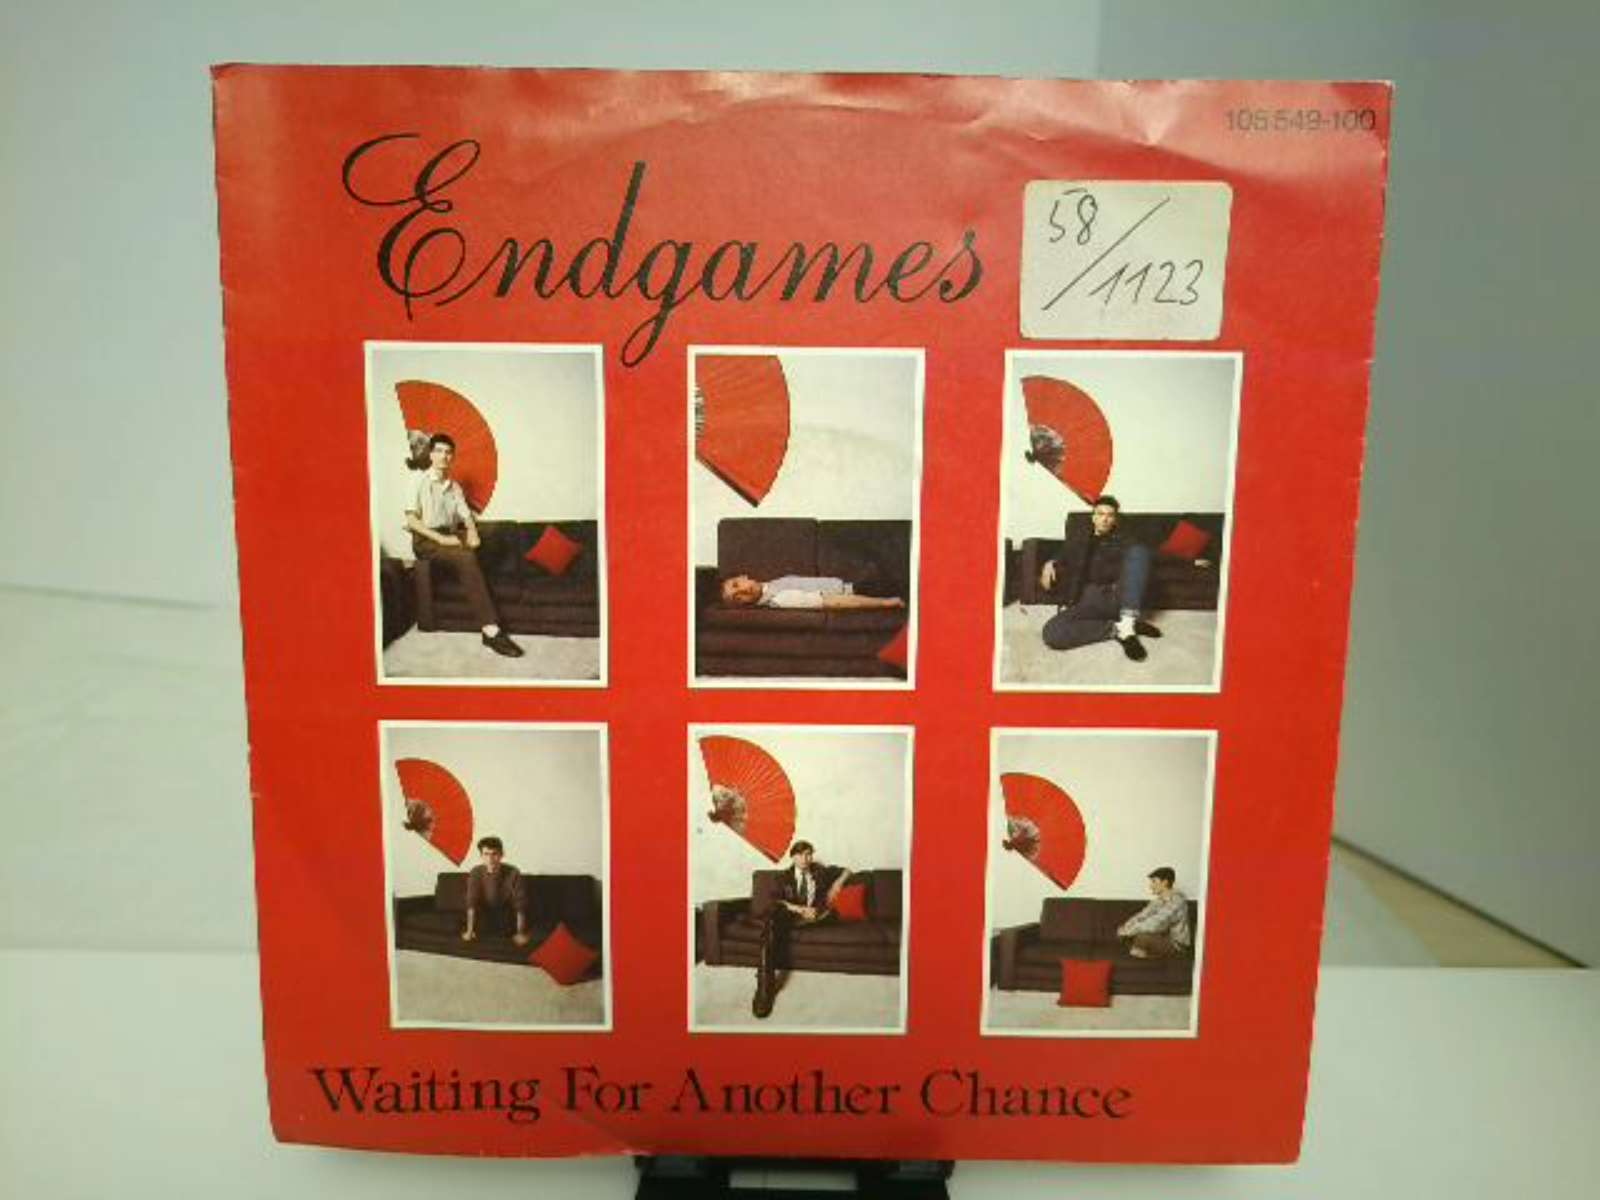 105 549-100
Endgames
58/1123
Waiting For Another Chance